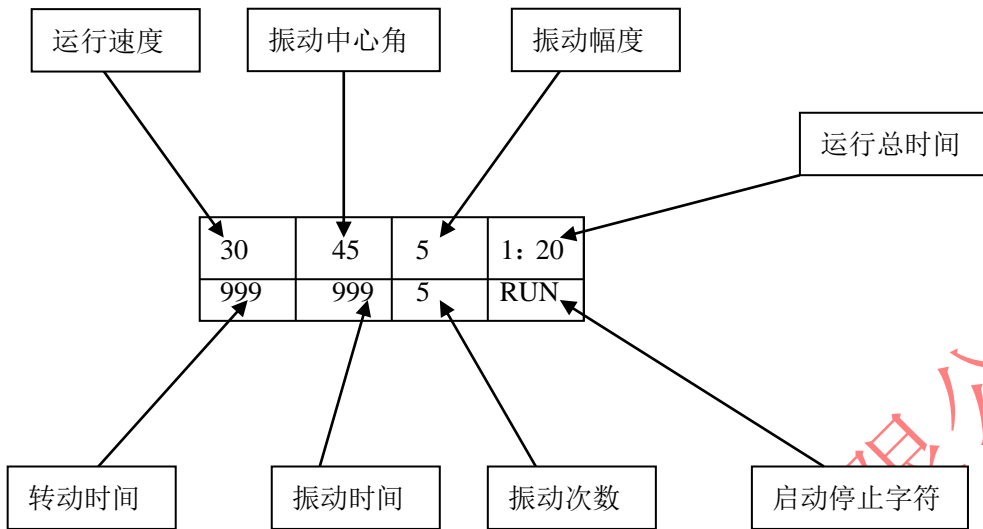 运行速度 振动中心角 振动幅度
运行总时间
30 45 5 1：20
999 999 5 RUN
转动时间 振动时间 振动次数 启动停止字符